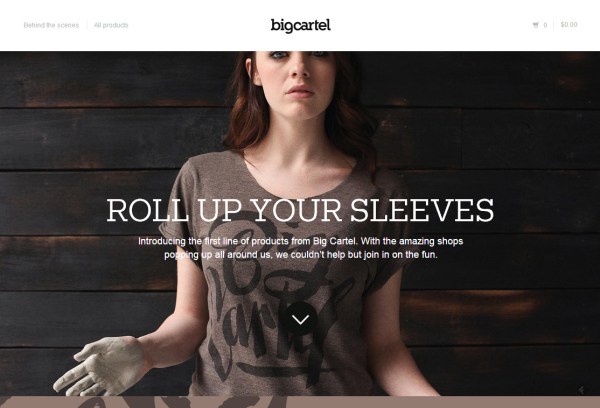 Behind the scenes
All products
bigcartel
0
$0.00
ROLL UP YOUR SLEEVES
Introducing the first line of products from Big Cartel. With the amazing shops
popping up all around us, we couldn't help but join in on the fun.
Big
Cartel